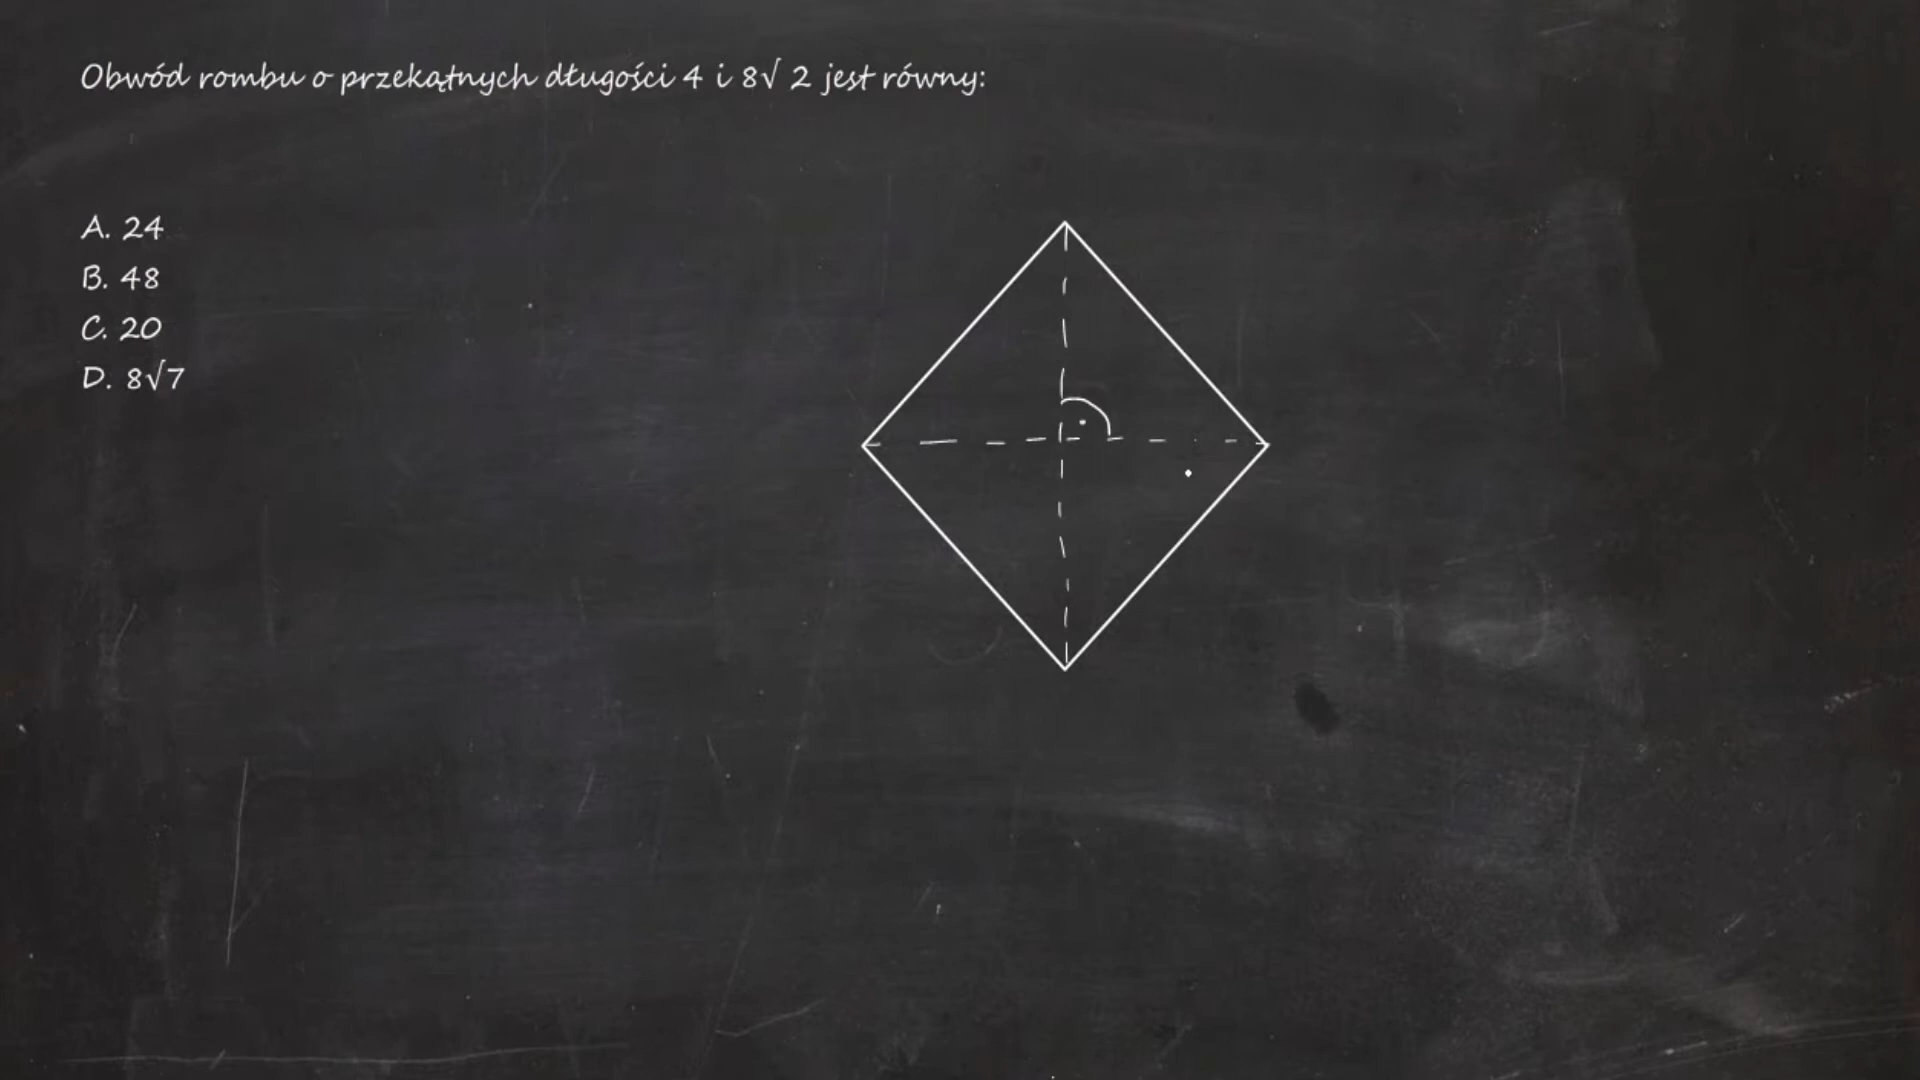 Obwód rombu o przekątnych długości 4 i 8√ 2 jest równy:
A. 24
B. 48
C. 20
D. 8√7